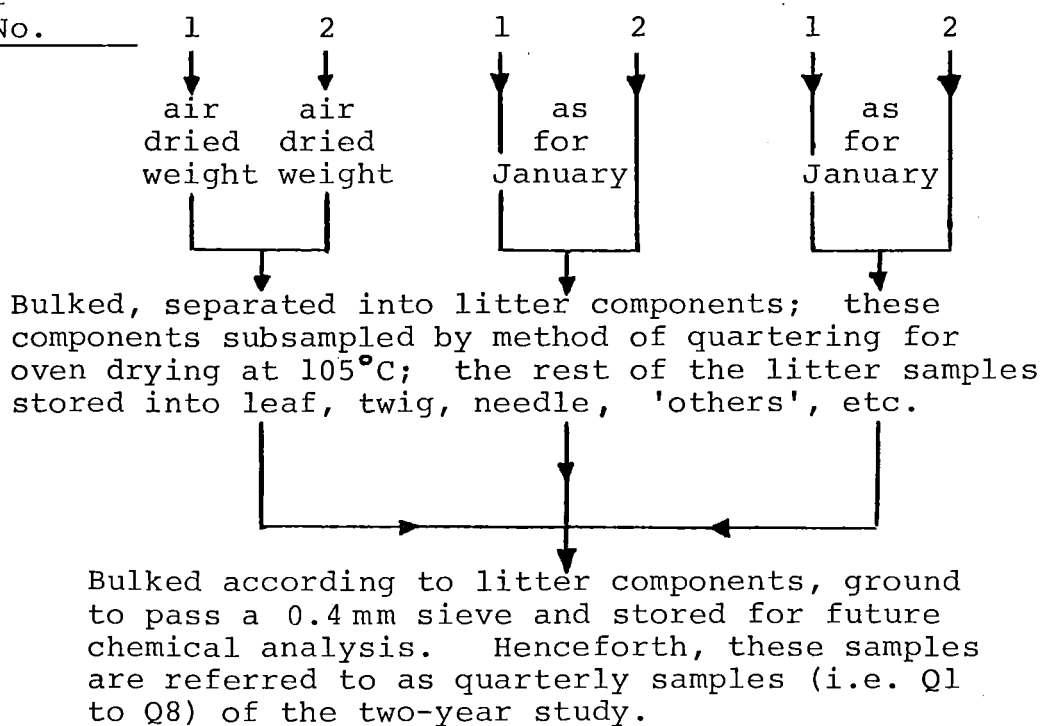 No. 1 2 1 2 1 2
air air as as
dried dried for for
weight weight January January
Bulked, separated into litter components; these
components subsampled by method of quartering for
oven drying at 105°C; the rest of the litter samples
stored into leaf, twig, needle, 'others', etc.
Bulked according to litter components, ground
to pass a 0.4 mm sieve and stored for future
chemical analysis. Henceforth, these samples
are referred to as quarterly samples (i.e. Q1
to Q8) of the two-year study.